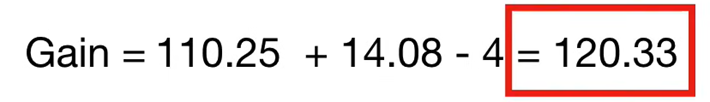 Gain = 110.25 + 14.08 - 4 = 120.33